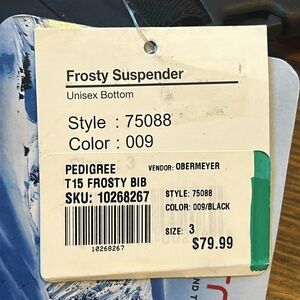 Frosty Suspender
Unisex Bottom
Style : 75088
Color : 009
3
PEDIGREE VENDOR: OBERMEYER
T15 FROSTY BIB
SKU: 10268267
STYLE: 75088
COLOR: 009/BLACK
SIZE: 3
$79.99
10268267